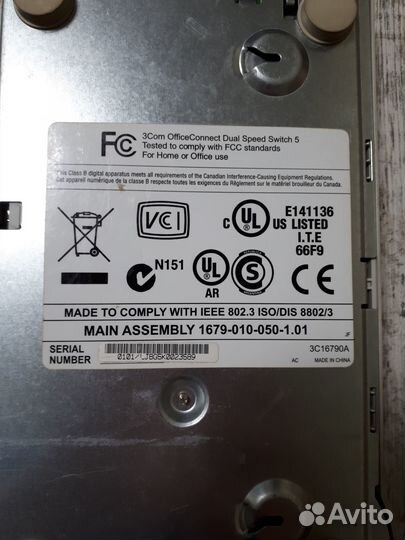 FC
3Com OfficeConnect Dual Speed Switch 5
Tested to comply with FCC standards
For Home or Office use
This Class B digital apparatus meets all requirements of the Canadian Interference-Causing Equipment Regulations.
Cet appareil numérique de la classe B respecte toutes les exigences du Règlement sur le matériel brouilleur du Canada.
VCI
C UL US LISTED
E141136
I.T.E
66F9
N151
UL
AR
S
MADE TO COMPLY WITH IEEE 802.3 ISO/DIS 8802/3
MAIN ASSEMBLY 1679-010-050-1.01
JF
SERIAL
NUMBER
3C16790A
AC MADE IN CHINA
Avito